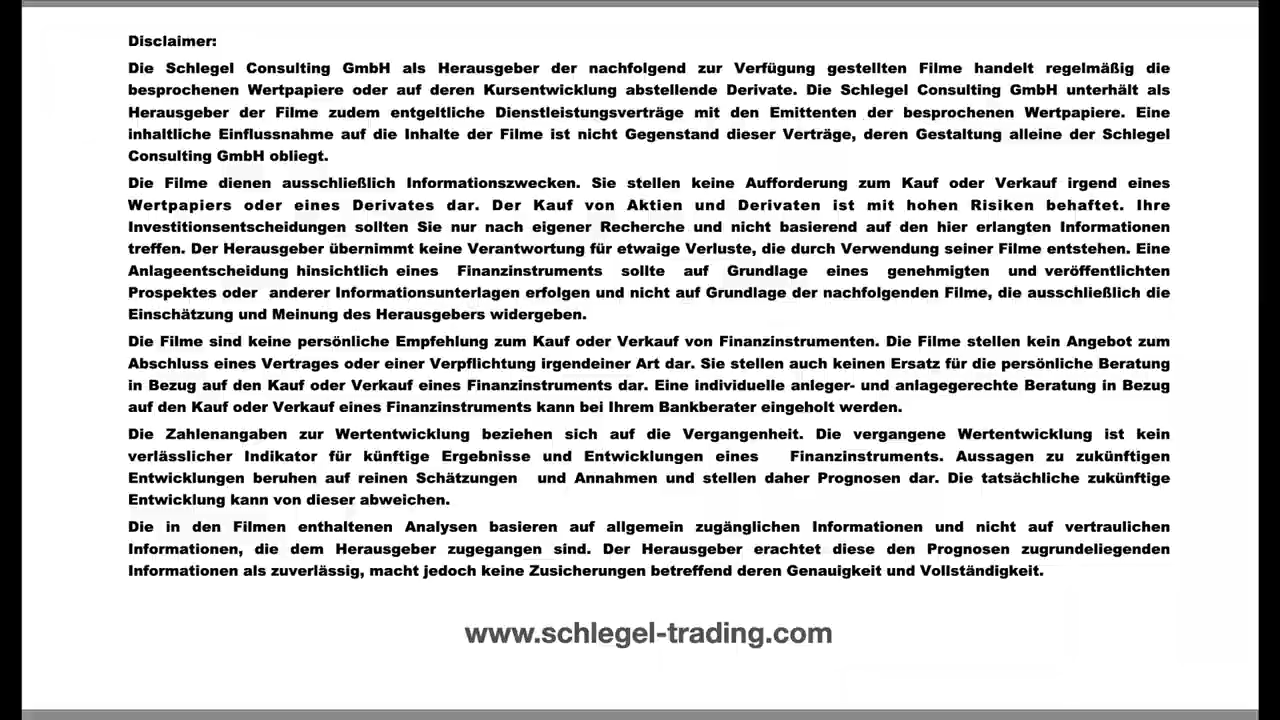 Disclaimer:
Die Schlegel Consulting GmbH als Herausgeber der nachfolgend zur Verfügung gestellten Filme handelt regelmäßig die
besprochenen Wertpapiere oder auf deren Kursentwicklung abstellende Derivate. Die Schlegel Consulting GmbH unterhält als
Herausgeber der Filme zudem entgeltliche Dienstleistungsverträge mit den Emittenten der besprochenen Wertpapiere. Eine
inhaltliche Einflussnahme auf die Inhalte der Filme ist nicht Gegenstand dieser Verträge, deren Gestaltung alleine der Schlegel
Consulting GmbH obliegt.
Die Filme dienen ausschließlich Informationszwecken. Sie stellen keine Aufforderung zum Kauf oder Verkauf irgend eines
Wertpapiers oder eines Derivates dar. Der Kauf von Aktien und Derivaten ist mit hohen Risiken behaftet. Ihre
Investitionsentscheidungen sollten Sie nur nach eigener Recherche und nicht basierend auf den hier erlangten Informationen
treffen. Der Herausgeber übernimmt keine Verantwortung für etwaige Verluste, die durch Verwendung seiner Filme entstehen. Eine
Anlageentscheidung hinsichtlich eines Finanzinstruments sollte auf Grundlage eines genehmigten und veröffentlichten
Prospektes oder anderer Informationsunterlagen erfolgen und nicht auf Grundlage der nachfolgenden Filme, die ausschließlich die
Einschätzung und Meinung des Herausgebers widergeben.
Die Filme sind keine persönliche Empfehlung zum Kauf oder Verkauf von Finanzinstrumenten. Die Filme stellen kein Angebot zum
Abschluss eines Vertrages oder einer Verpflichtung irgendeiner Art dar. Sie stellen auch keinen Ersatz für die persönliche Beratung
in Bezug auf den Kauf oder Verkauf eines Finanzinstruments dar. Eine individuelle anleger- und anlagegerechte Beratung in Bezug
auf den Kauf oder Verkauf eines Finanzinstruments kann bei Ihrem Bankberater eingeholt werden.
Die Zahlenangaben zur Wertentwicklung beziehen sich auf die Vergangenheit. Die vergangene Wertentwicklung ist kein
verlässlicher Indikator für künftige Ergebnisse und Entwicklungen eines Finanzinstruments. Aussagen zu zukünftigen
Entwicklungen beruhen auf reinen Schätzungen und Annahmen und stellen daher Prognosen dar. Die tatsächliche zukünftige
Entwicklung kann von dieser abweichen.
Die in den Filmen enthaltenen Analysen basieren auf allgemein zugänglichen Informationen und nicht auf vertraulichen
Informationen, die dem Herausgeber zugegangen sind. Der Herausgeber erachtet diese den Prognosen zugrundeliegenden
Informationen als zuverlässig, macht jedoch keine Zusicherungen betreffend deren Genauigkeit und Vollständigkeit.
www.schlegel-trading.com